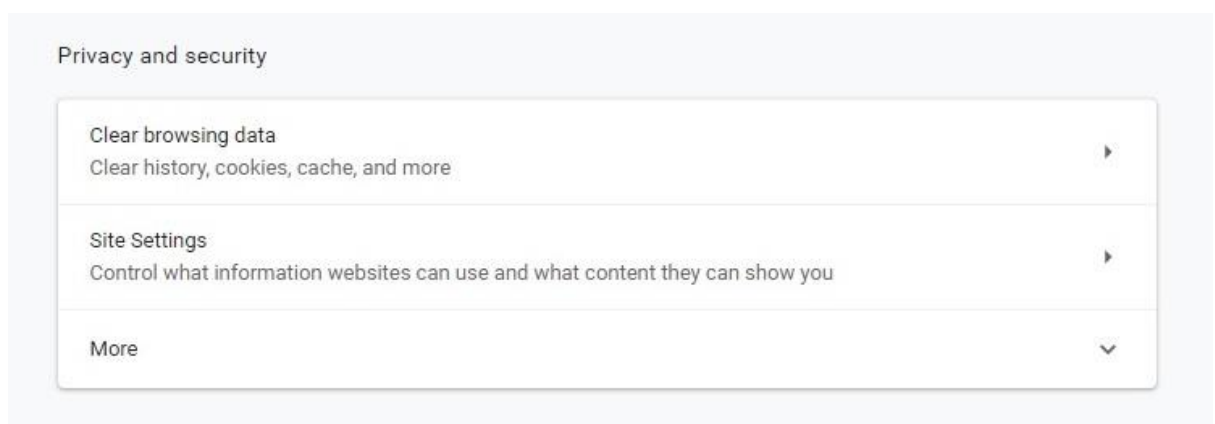 Privacy and security
Clear browsing data
Clear history, cookies, cache, and more
Site Settings
Control what information websites can use and what content they can show you
More